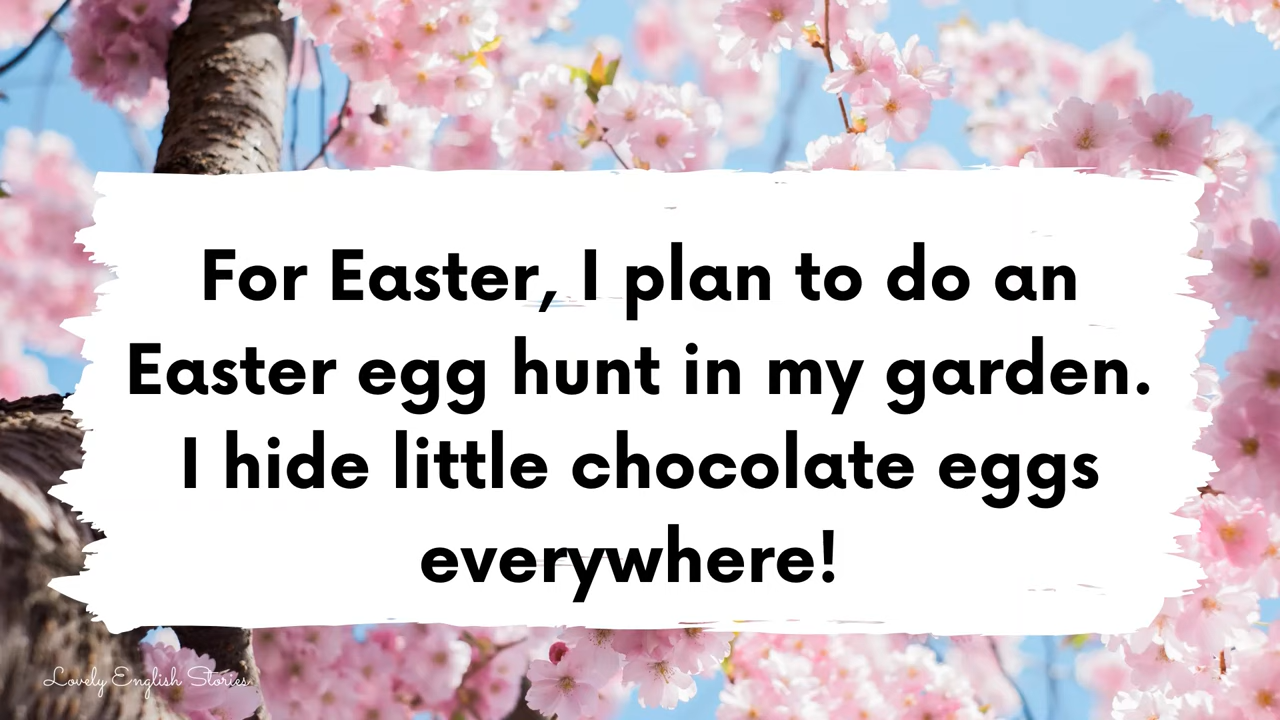 For Easter, I plan to do an
Easter egg hunt in my garden.
I hide little chocolate eggs
everywhere!
Lovely English Stories